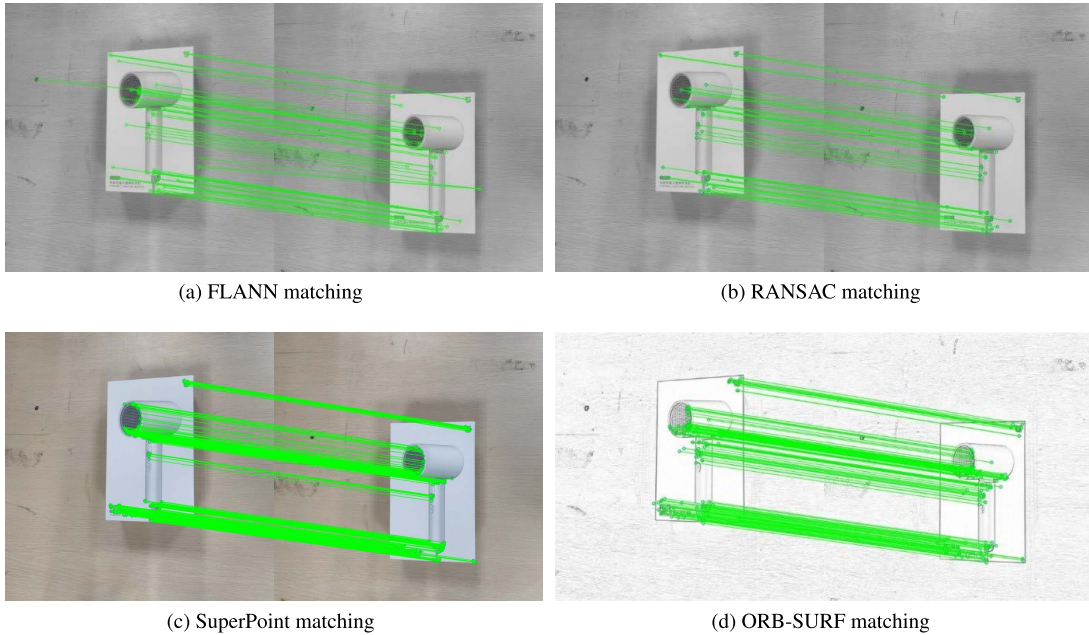 (a) FLANN matching
(b) RANSAC matching
(c) SuperPoint matching
(d) ORB-SURF matching